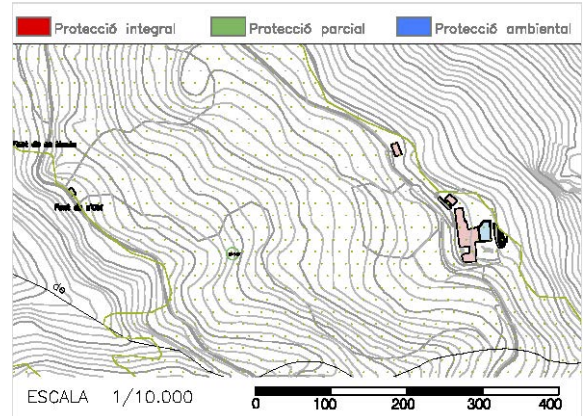 Protecció integral Protecció parcial Protecció ambiental
ESCALA 1/10.000
0 100 200 300 400